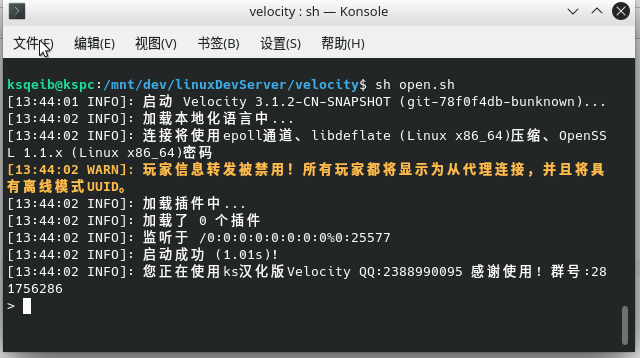 velocity : sh — Konsole
文件(F) 编辑(E) 视图(V) 书签(B) 设置(S) 帮助(H)
ksqeib@kspc:/mnt/dev/linuxDevServer/velocity$ sh open.sh
[13:44:01 INFO]: 启动 Velocity 3.1.2-CN-SNAPSHOT (git-78f0f4db-bunknown)...
[13:44:02 INFO]: 加载本地化语言中...
[13:44:02 INFO]: 连接将使用epoll通道、libdeflate (Linux x86_64)压缩、OpenSS
L 1.1.x (Linux x86_64)密码
[13:44:02 WARN]: 玩家信息转发被禁用！所有玩家都将显示为从代理连接，并且将具
有离线模式UUID。
[13:44:02 INFO]: 加载插件中...
[13:44:02 INFO]: 加载了 0 个插件
[13:44:02 INFO]: 监听于 /0:0:0:0:0:0:0:0%0:25577
[13:44:02 INFO]: 启动成功 (1.01s)!
[13:44:02 INFO]: 您正在使用ks汉化版Velocity QQ:2388990095 感谢使用！群号:28
1756286
>